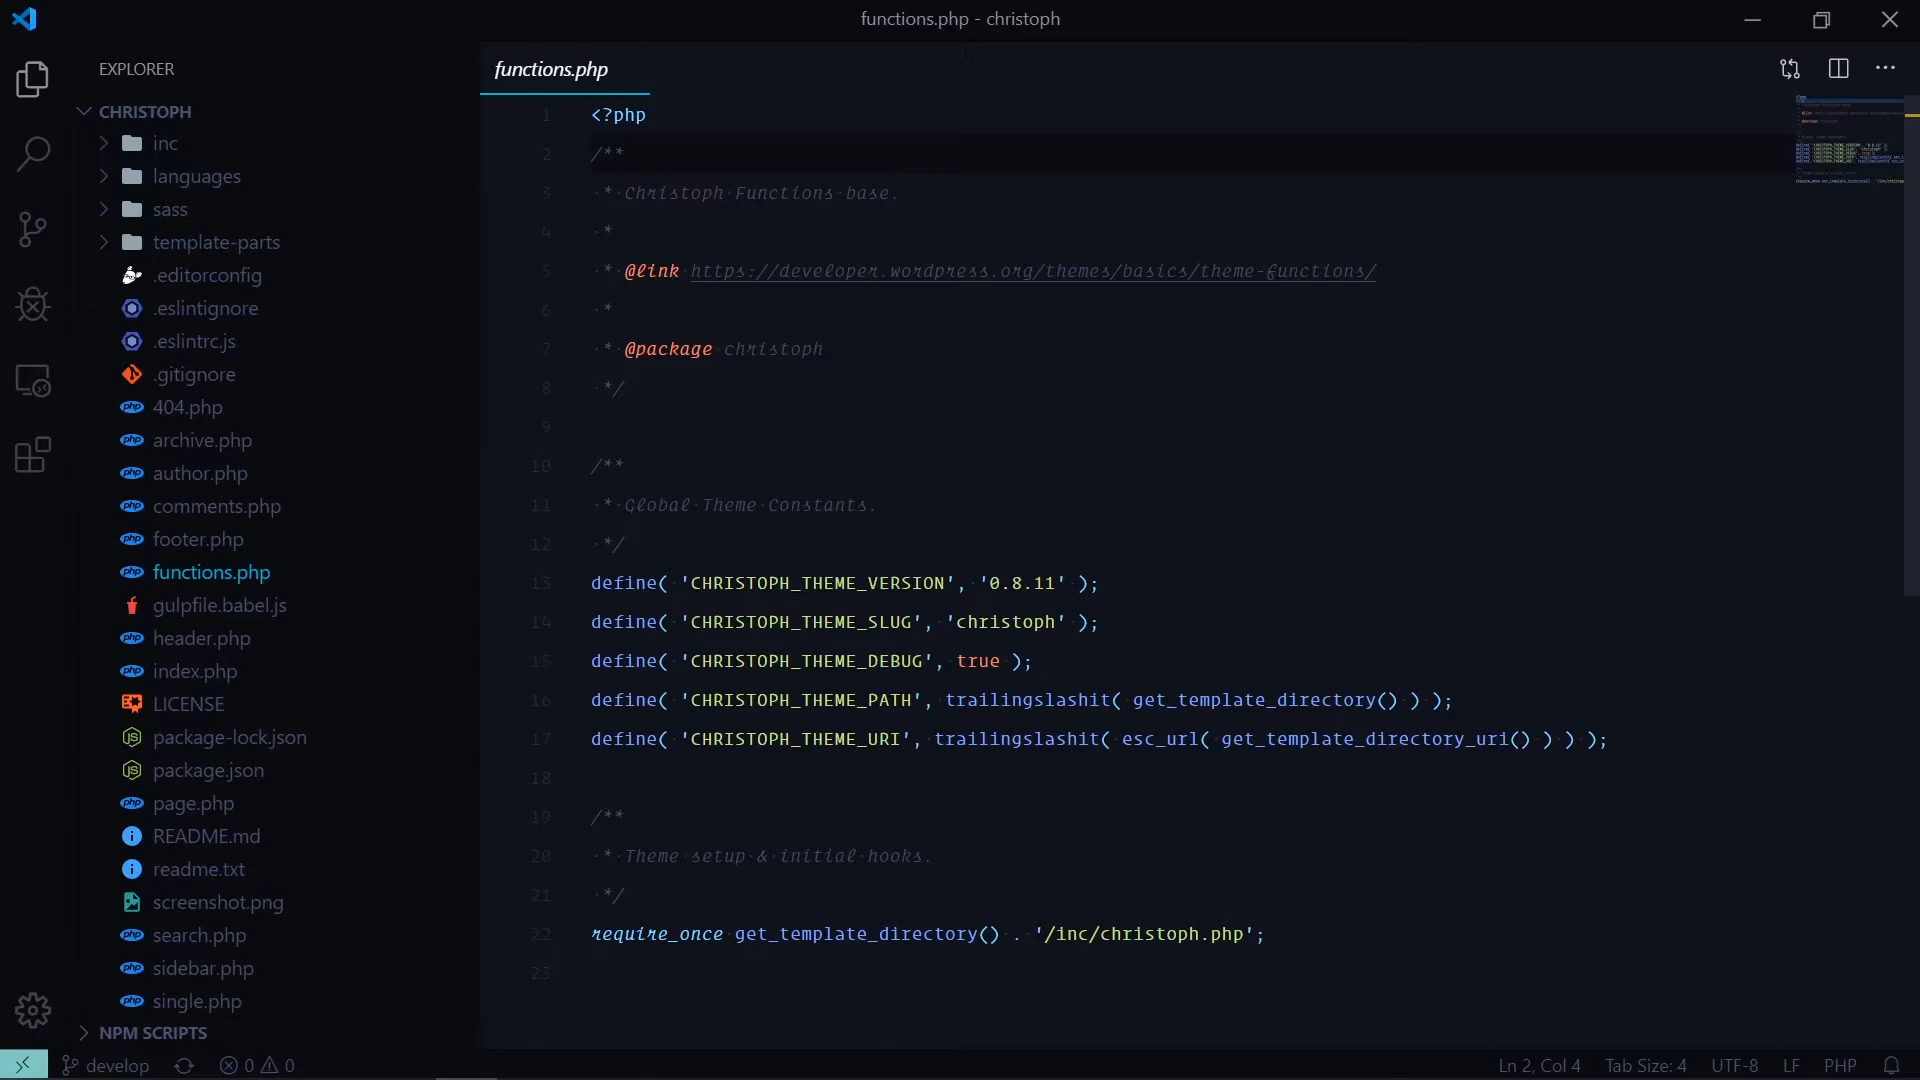 functions.php - christoph
EXPLORER
CHRISTOPH
inc
languages
sass
template-parts
.editorconfig
.eslintignore
.eslintrc.js
.gitignore
404.php
archive.php
author.php
comments.php
footer.php
functions.php
gulpfile.babel.js
header.php
index.php
LICENSE
package-lock.json
package.json
page.php
README.md
readme.txt
screenshot.png
search.php
sidebar.php
single.php
NPM SCRIPTS
functions.php
1 <?php
2 /**
3  * Christoph Functions base.
4  *
5  * @link https://developer.wordpress.org/themes/basics/theme-functions/
6  *
7  * @package christoph
8  */
9
10 /**
11  * Global Theme Constants.
12  */
13 define( 'CHRISTOPH_THEME_VERSION', '0.8.11' );
14 define( 'CHRISTOPH_THEME_SLUG', 'christoph' );
15 define( 'CHRISTOPH_THEME_DEBUG', true );
16 define( 'CHRISTOPH_THEME_PATH', trailingslashit( get_template_directory() ) );
17 define( 'CHRISTOPH_THEME_URI', trailingslashit( esc_url( get_template_directory_uri() ) ) );
18
19 /**
20  * Theme setup & initial hooks.
21  */
22 require_once get_template_directory() . '/inc/christoph.php';
23
develop 0 0 Ln 2, Col 4 Tab Size: 4 UTF-8 LF PHP